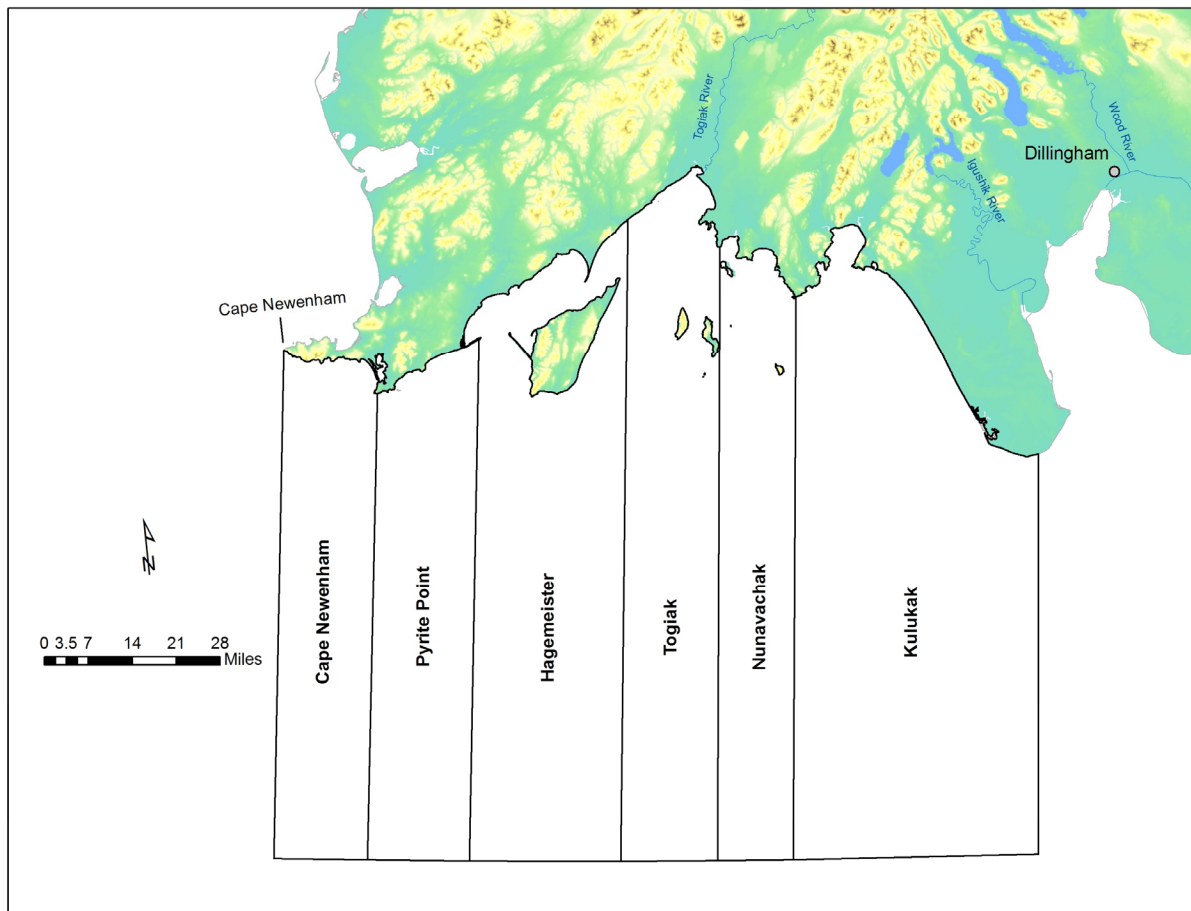 Togiak River
Wood River
Dillingham
Igushik River
Cape Newenham
N
0 3.5 7 14 21 28
Miles
Cape Newenham
Pyrite Point
Hagemeister
Togiak
Nunavachak
Kulukak